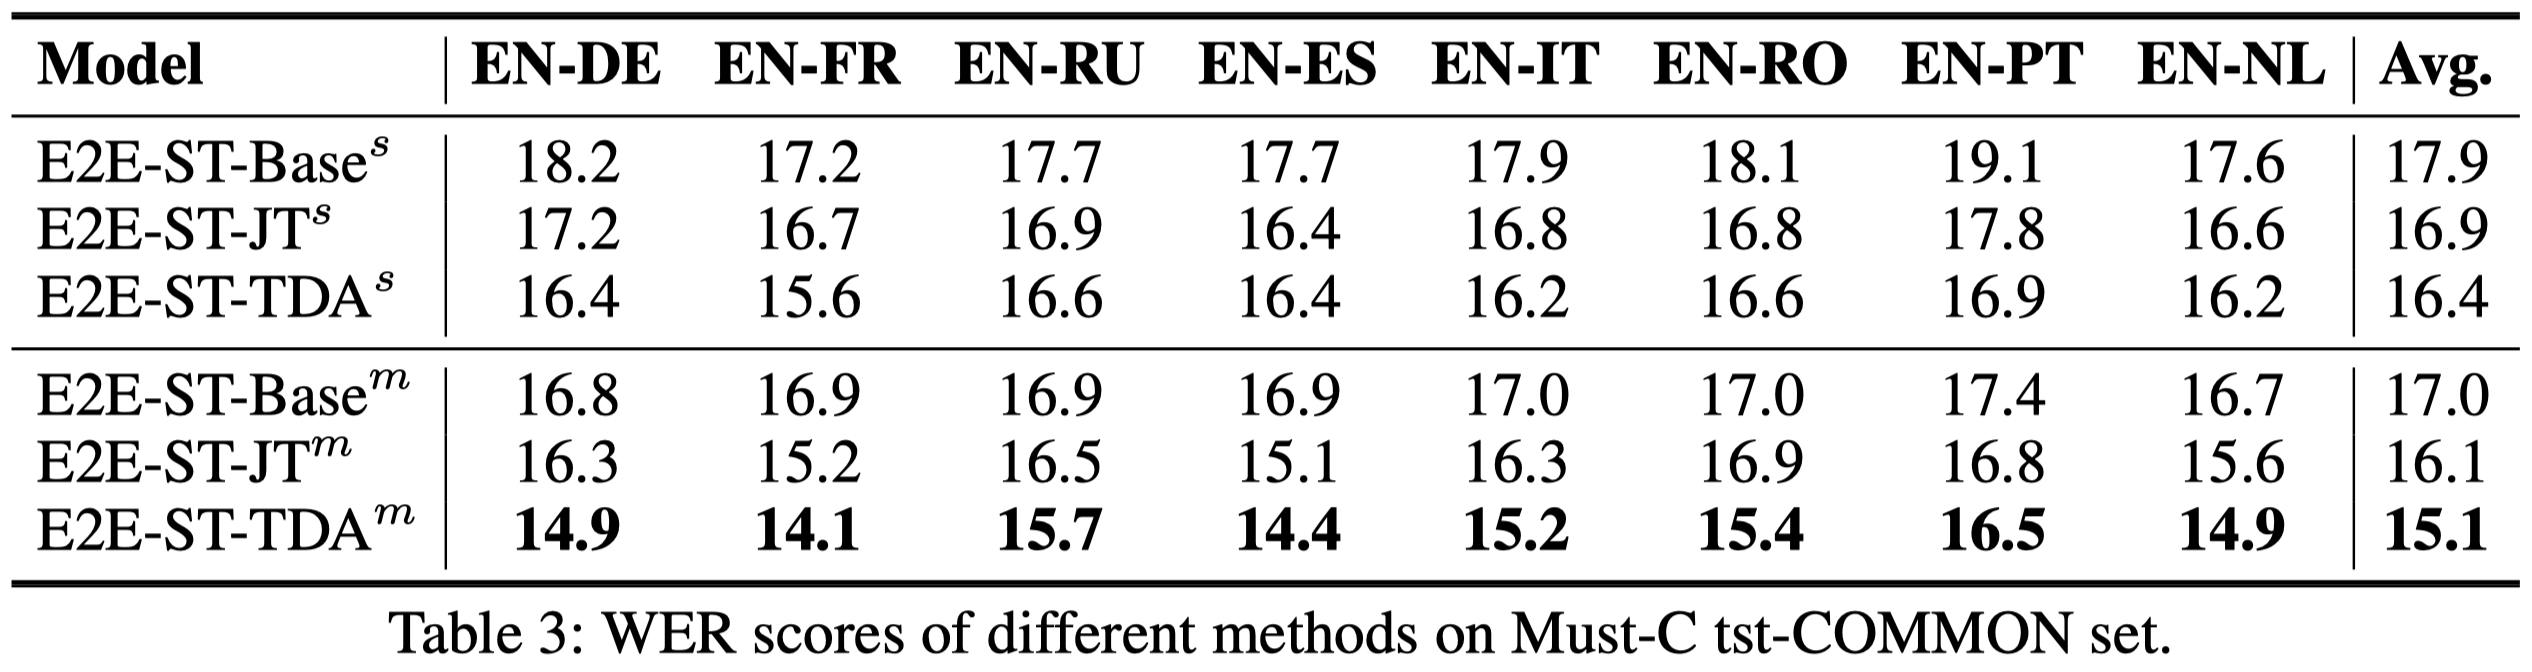 Model EN-DE EN-FR EN-RU EN-ES EN-IT EN-RO EN-PT EN-NL Avg.
E2E-ST-Base^s 18.2 17.2 17.7 17.7 17.9 18.1 19.1 17.6 17.9
E2E-ST-JT^s 17.2 16.7 16.9 16.4 16.8 16.8 17.8 16.6 16.9
E2E-ST-TDA^s 16.4 15.6 16.6 16.4 16.2 16.6 16.9 16.2 16.4
E2E-ST-Base^m 16.8 16.9 16.9 16.9 17.0 17.0 17.4 16.7 17.0
E2E-ST-JT^m 16.3 15.2 16.5 15.1 16.3 16.9 16.8 15.6 16.1
E2E-ST-TDA^m 14.9 14.1 15.7 14.4 15.2 15.4 16.5 14.9 15.1
Table 3: WER scores of different methods on Must-C tst-COMMON set.